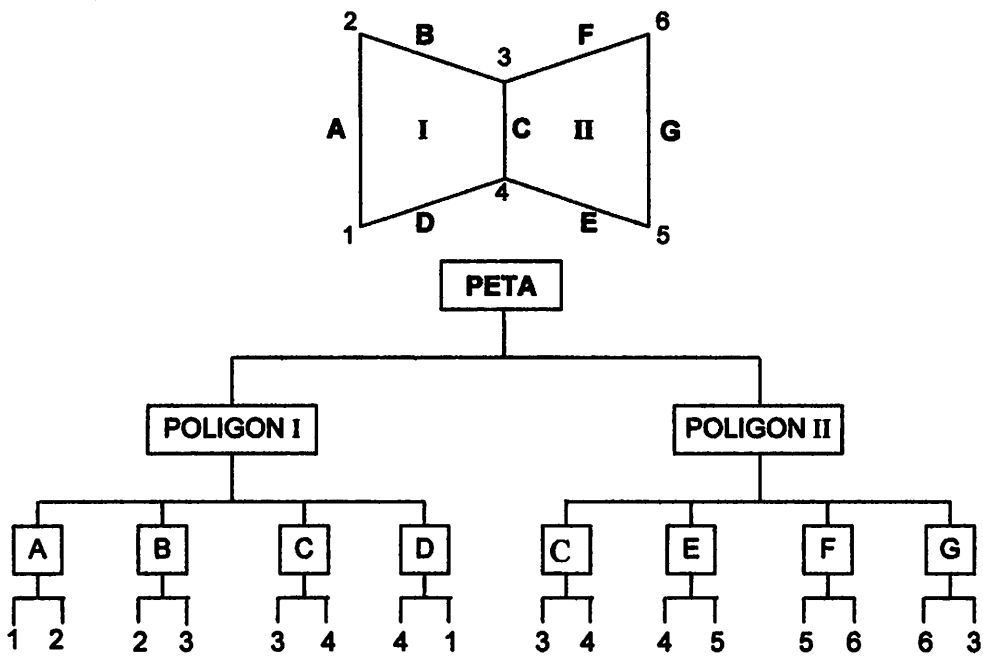 2 B F 6
3
A I C II G
4
1 D E 5
PETA
POLIGON I POLIGON II
A B C D C E F G
1 2 2 3 3 4 4 1 3 4 4 5 5 6 6 3